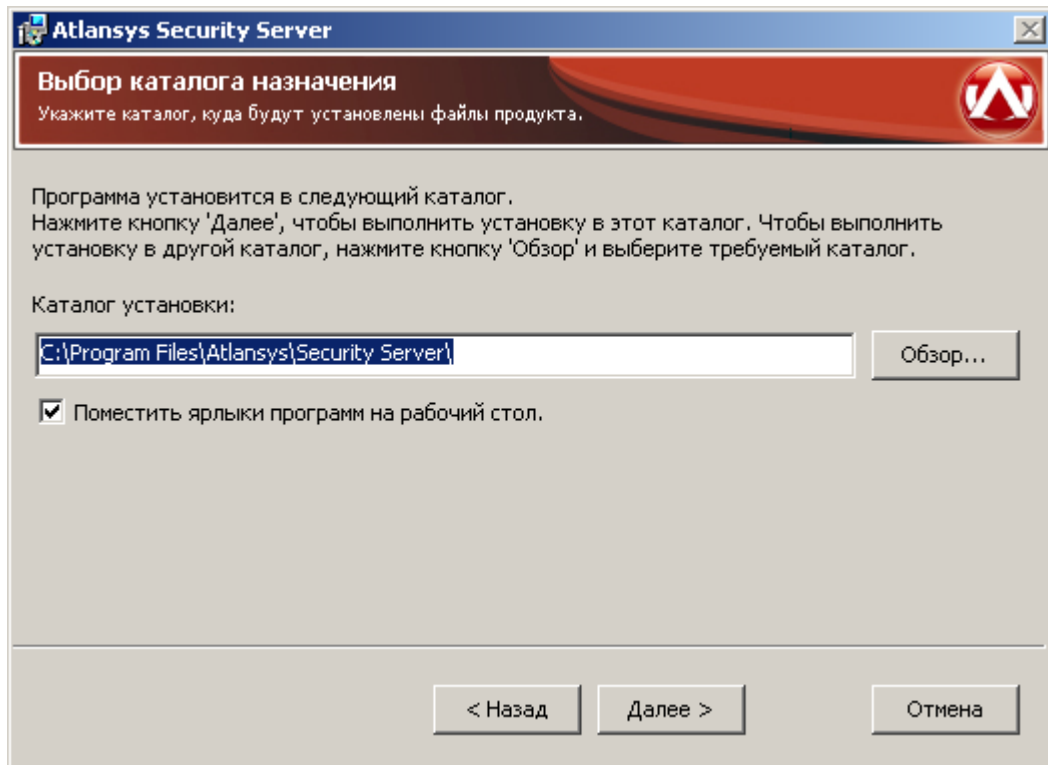 Atlansys Security Server
Выбор каталога назначения
Укажите каталог, куда будут установлены файлы продукта.
Программа установится в следующий каталог.
Нажмите кнопку 'Далее', чтобы выполнить установку в этот каталог. Чтобы выполнить
установку в другой каталог, нажмите кнопку 'Обзор' и выберите требуемый каталог.
Каталог установки:
C:\Program Files\Atlansys\Security Server\
Обзор...
Поместить ярлыки программ на рабочий стол.
< Назад
Далее >
Отмена